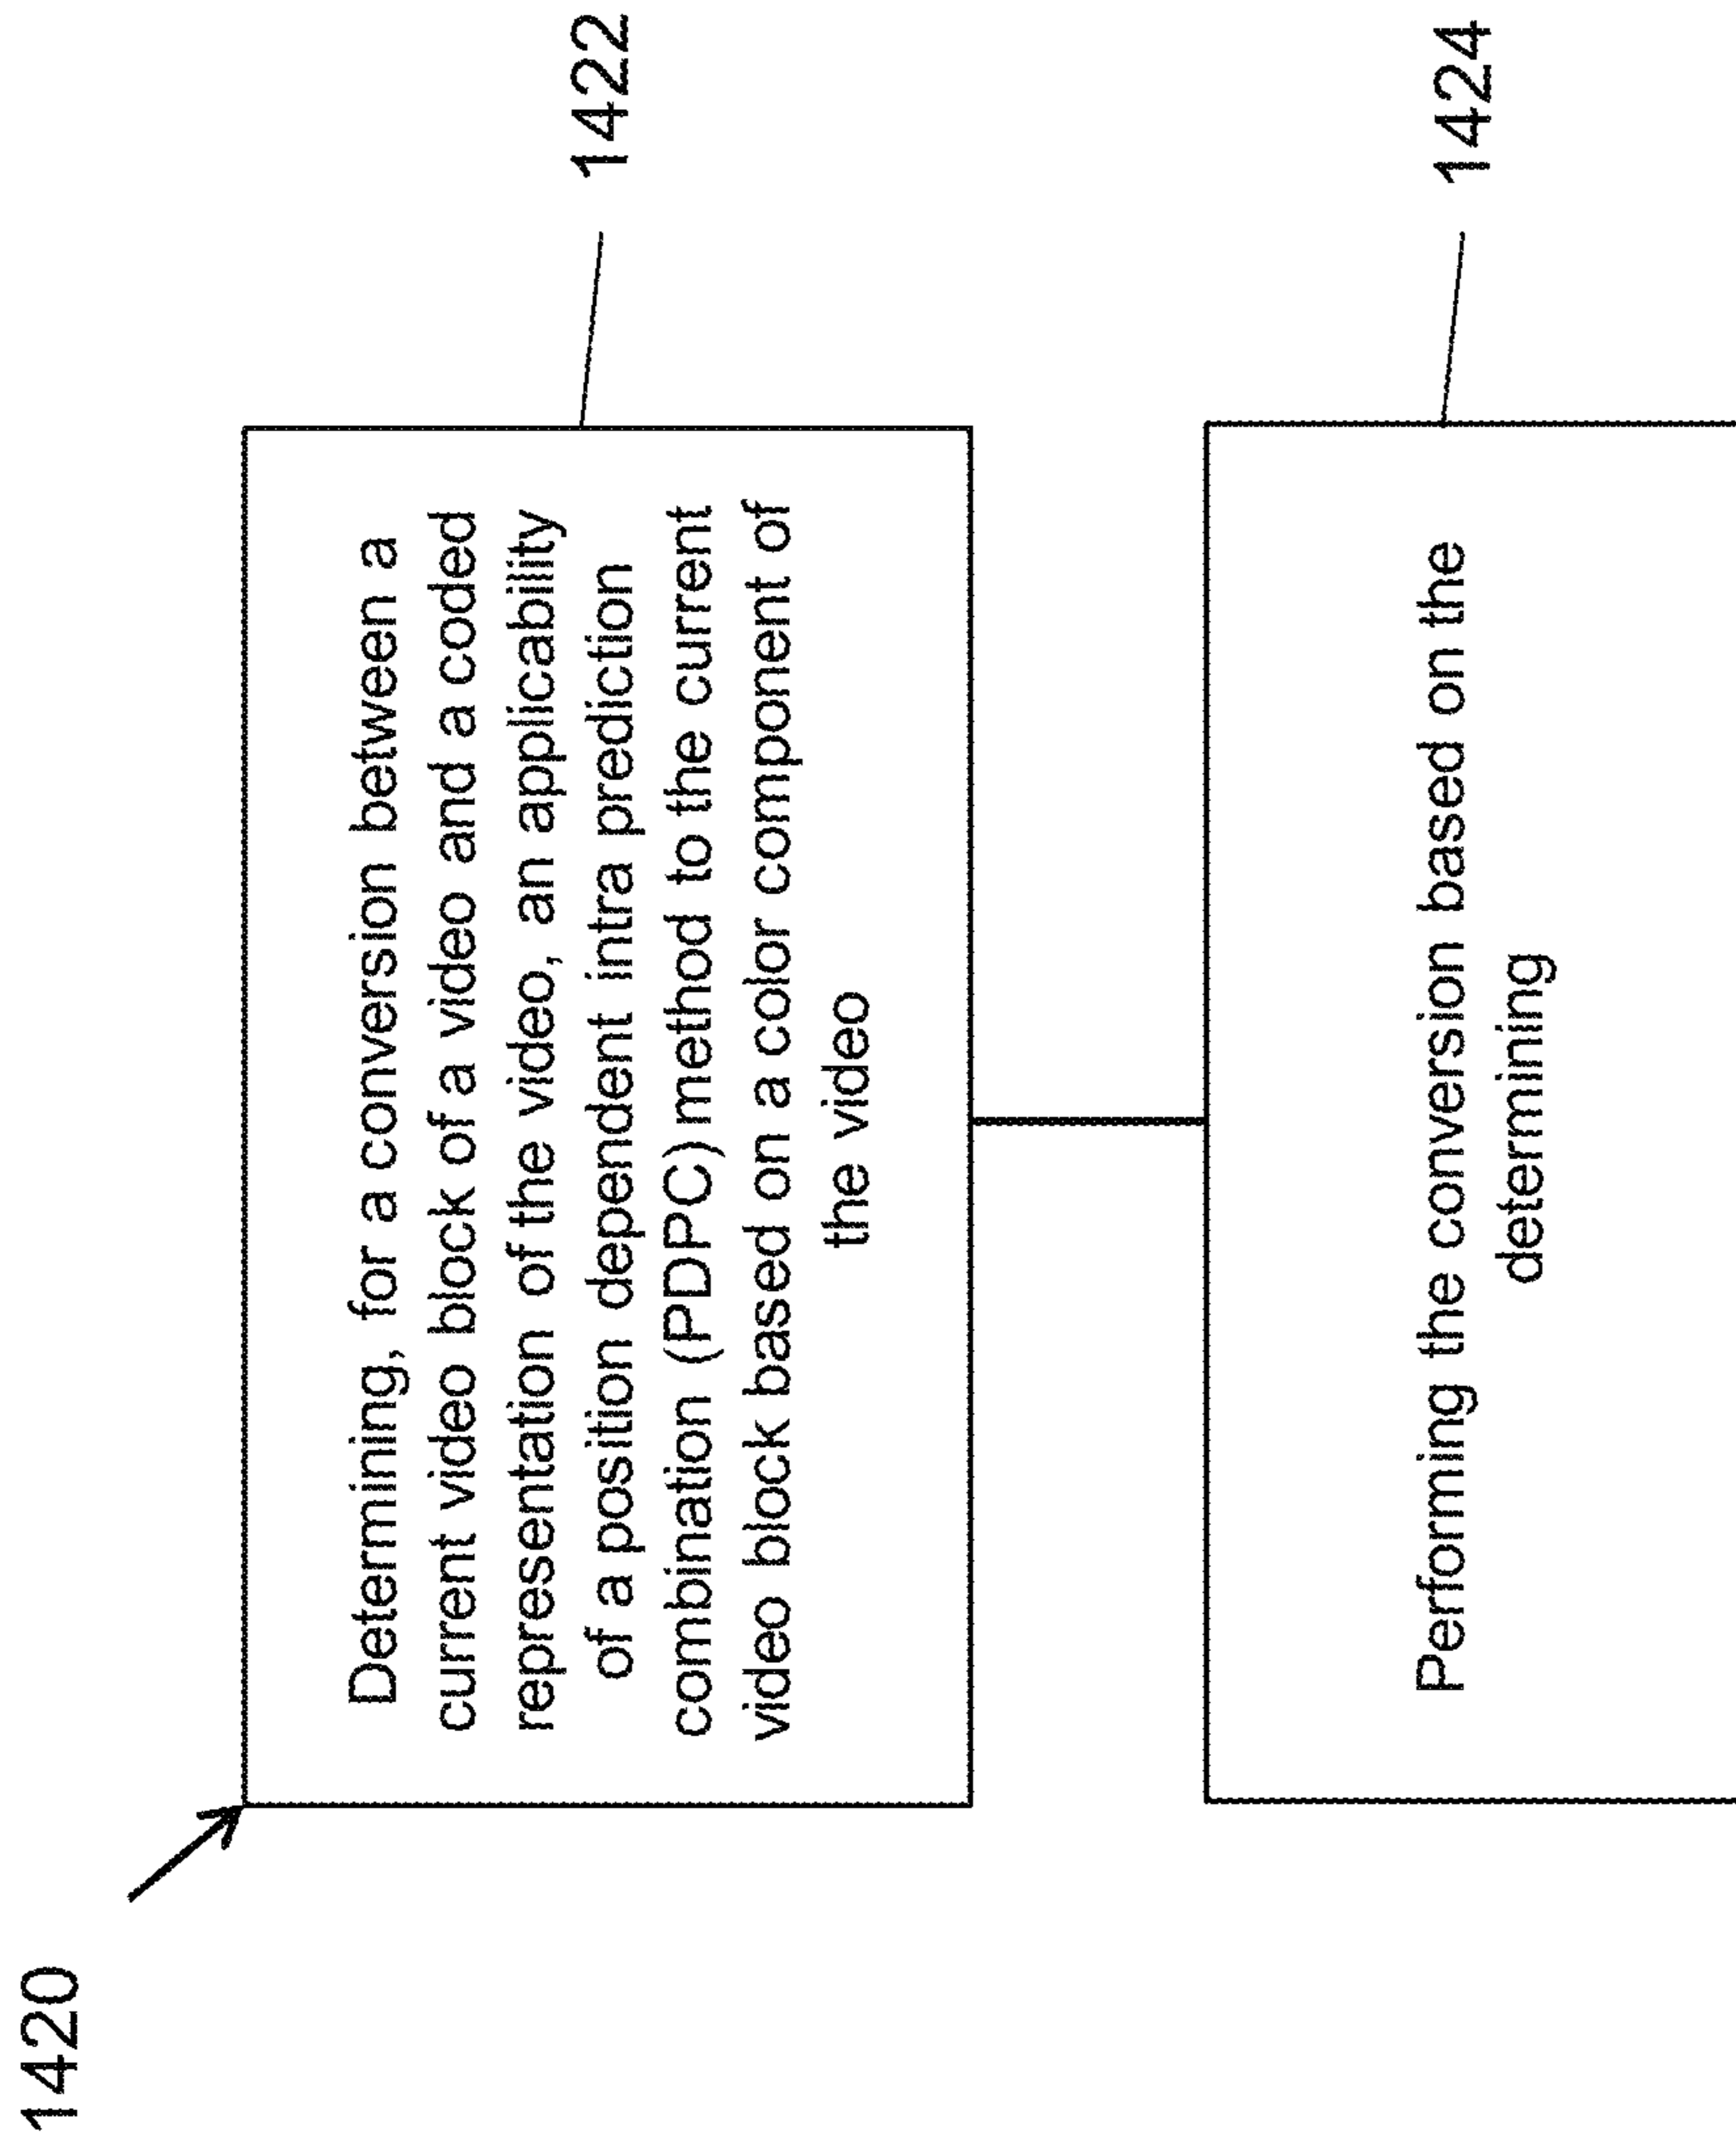 1420
Determining, for a conversion between a
current video block of a video and a coded
representation of the video, an applicability
of a position dependent intra prediction
combination (PDPC) method to the current
video block based on a color component of
the video
1422
Performing the conversion based on the
determining
1424